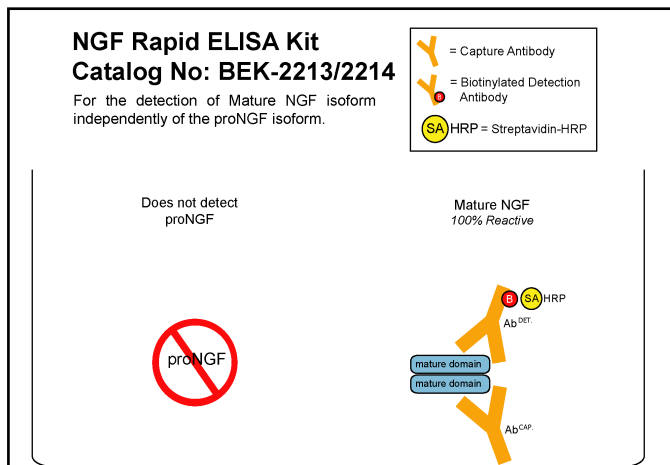 NGF Rapid ELISA Kit
Catalog No: BEK-2213/2214
For the detection of Mature NGF isoform
independently of the proNGF isoform.
= Capture Antibody
B
= Biotinylated Detection
Antibody
SA HRP = Streptavidin-HRP
Does not detect
proNGF
proNGF
Mature NGF
100% Reactive
B SA HRP
Ab DET.
mature domain
mature domain
Ab CAP.